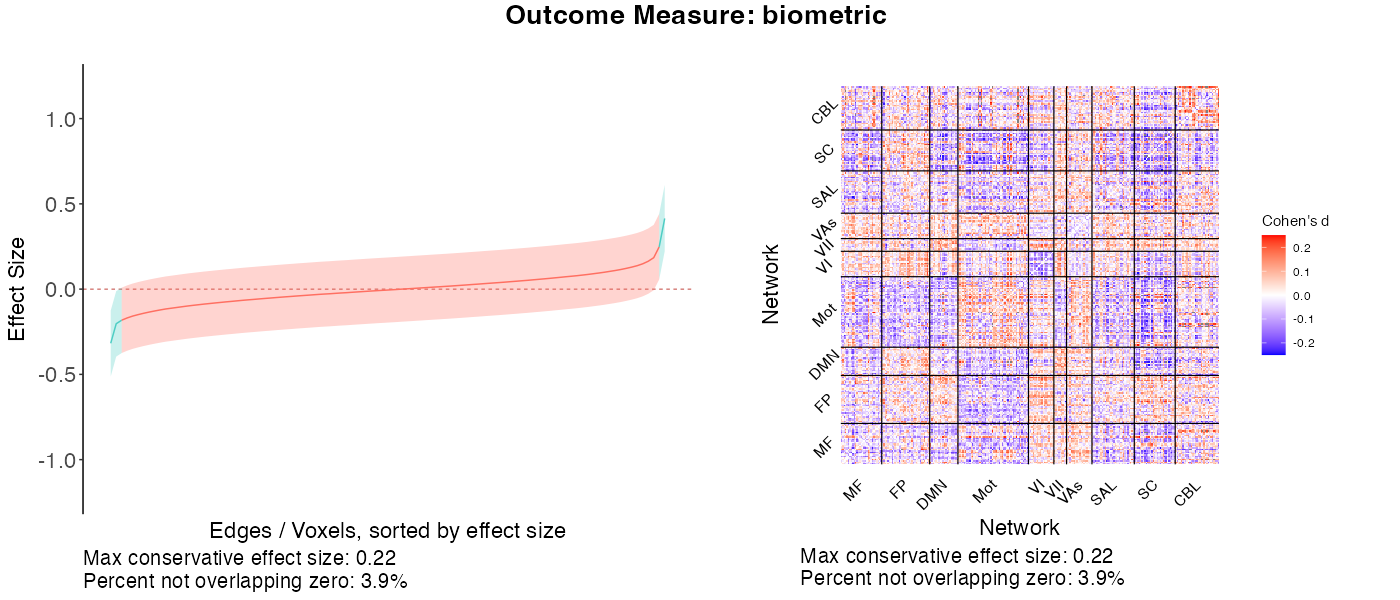 Outcome Measure: biometric
Effect Size
1.0
0.5
0.0
-0.5
-1.0
Edges / Voxels, sorted by effect size
Max conservative effect size: 0.22
Percent not overlapping zero: 3.9%
Network
CBL
SC
SAL
VAs
VII
VI
Mot
DMN
FP
MF
MF
FP
DMN
Mot
VI
VII
VAs
SAL
SC
CBL
Network
Max conservative effect size: 0.22
Percent not overlapping zero: 3.9%
Cohen's d
0.2
0.1
0.0
-0.1
-0.2